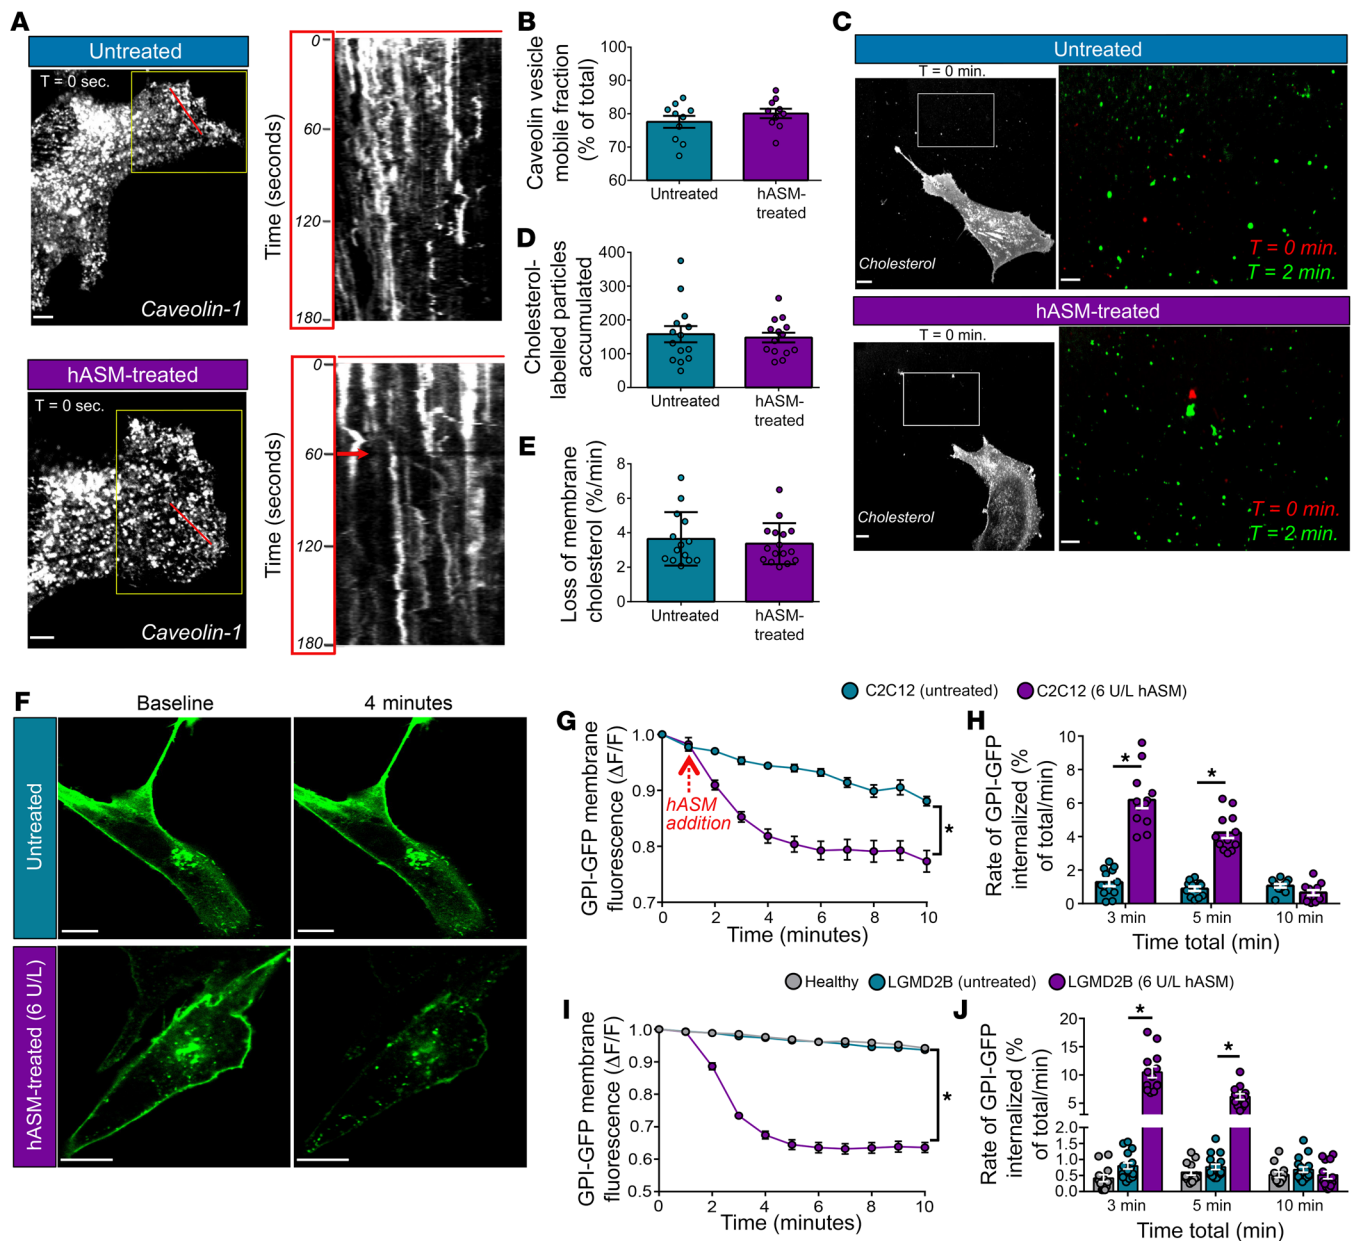 A
Untreated
T = 0 sec.
Caveolin-1
Time (seconds)
0
60
120
180
hASM-treated
T = 0 sec.
Caveolin-1
Time (seconds)
0
60
120
180
B
Caveolin vesicle
mobile fraction
(% of total)
100
90
80
70
60
Untreated
hASM-
treated
C
Untreated
T = 0 min.
Cholesterol
T = 0 min.
T = 2 min.
hASM-treated
T = 0 min.
Cholesterol
T = 0 min.
T = 2 min.
D
Cholesterol-
labelled particles
accumulated
400
300
200
100
0
Untreated
hASM-
treated
E
Loss of membrane
cholesterol (%/min)
8
6
4
2
0
Untreated
hASM-
treated
F
Baseline
4 minutes
Untreated
hASM-treated (6 U/L)
C2C12 (untreated)
C2C12 (6 U/L hASM)
G
GPI-GFP membrane
fluorescence (ΔF/F)
1.0
0.9
0.8
0.7
hASM
addition
*
0 2 4 6 8 10
Time (minutes)
H
Rate of GPI-GFP
internalized (%
of total/min)
10
8
6
4
2
0
*
*
3 min 5 min 10 min
Time total (min)
Healthy
LGMD2B (untreated)
LGMD2B (6 U/L hASM)
I
GPI-GFP membrane
fluorescence (ΔF/F)
1.0
0.9
0.8
0.7
0.6
0.5
*
0 2 4 6 8 10
Time (minutes)
J
Rate of GPI-GFP
internalized (%
of total/min)
20
15
10
5
2.0
1.5
1.0
0.5
0.0
*
*
3 min 5 min 10 min
Time total (min)